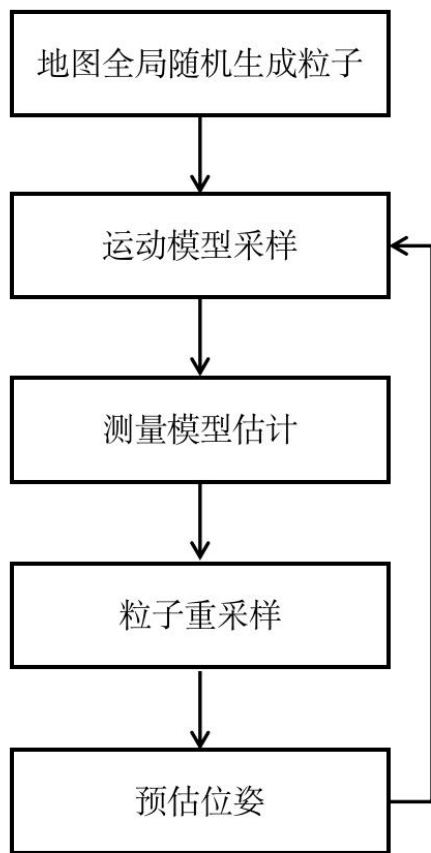 地图全局随机生成粒子
运动模型采样
测量模型估计
粒子重采样
预估位姿